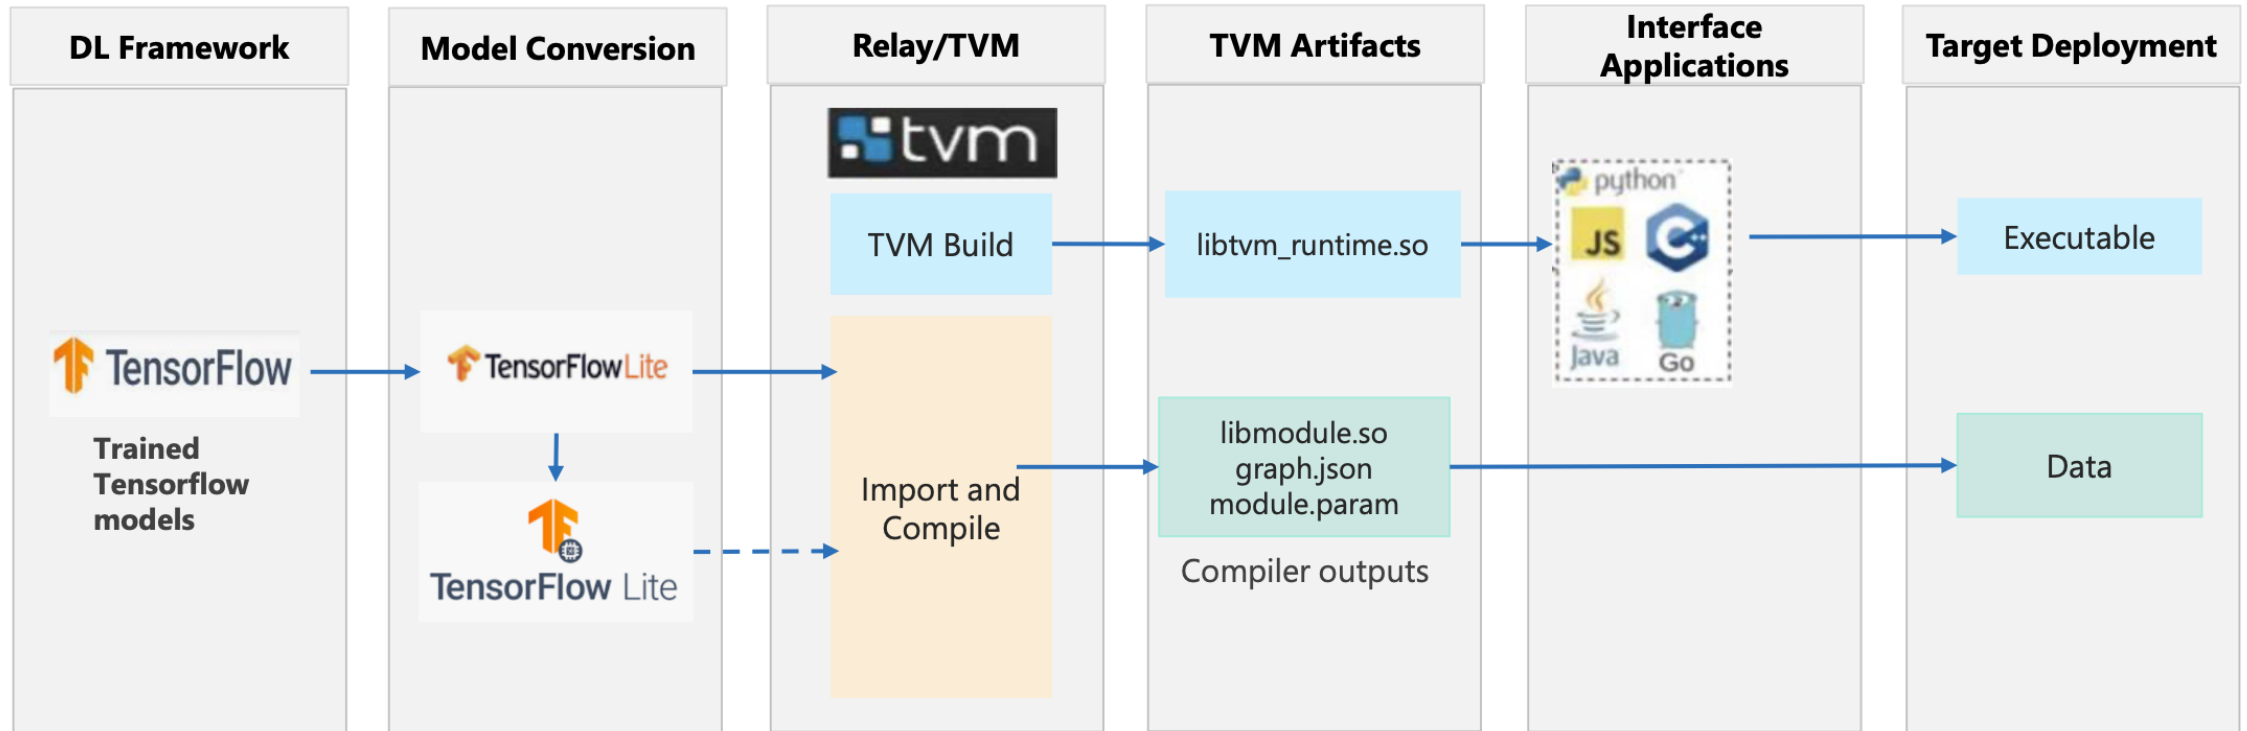 DL Framework
Model Conversion
Relay/TVM
TVM Artifacts
Interface
Applications
Target Deployment
TensorFlow
Trained
Tensorflow
models
TensorFlowLite
TensorFlow Lite
tvm
TVM Build
Import and
Compile
libtvm_runtime.so
libmodule.so
graph.json
module.param
Compiler outputs
python
JS
C++
Java
Go
Executable
Data